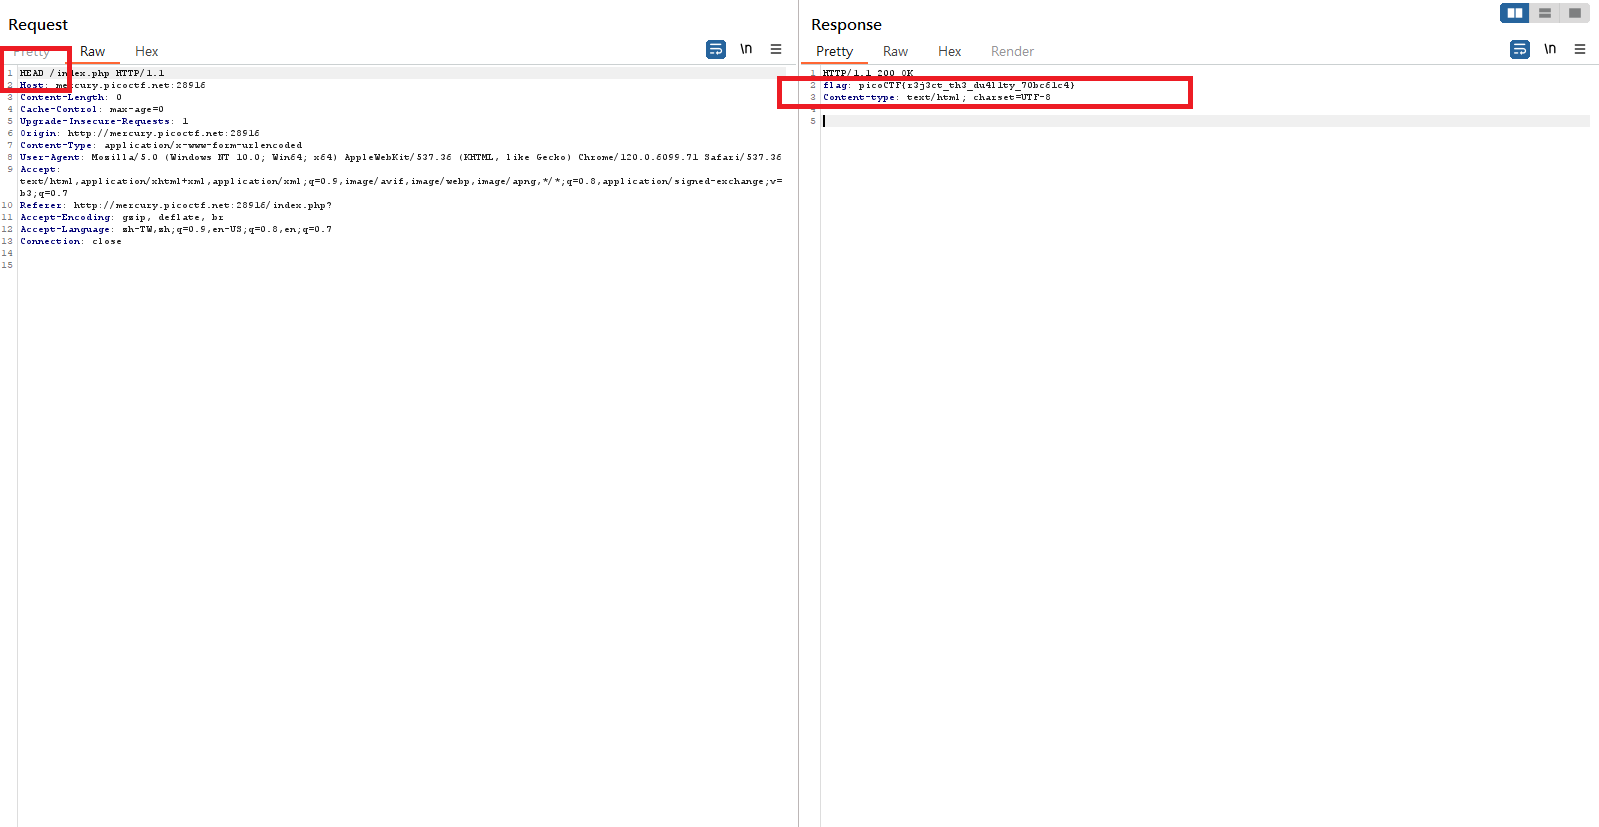 Request
Pretty Raw Hex \n
1 HEAD /index.php HTTP/1.1
2 Host: mercury.picoctf.net:28916
3 Content-Length: 0
4 Cache-Control: max-age=0
5 Upgrade-Insecure-Requests: 1
6 Origin: http://mercury.picoctf.net:28916
7 Content-Type: application/x-www-form-urlencoded
8 User-Agent: Mozilla/5.0 (Windows NT 10.0; Win64; x64) AppleWebKit/537.36 (KHTML, like Gecko) Chrome/120.0.6099.71 Safari/537.36
9 Accept:
text/html,application/xhtml+xml,application/xml;q=0.9,image/avif,image/webp,image/apng,*/*;q=0.8,application/signed-exchange;v=
b3;q=0.7
10 Referer: http://mercury.picoctf.net:28916/index.php?
11 Accept-Encoding: gzip, deflate, br
12 Accept-Language: zh-TW,zh;q=0.9,en-US;q=0.8,en;q=0.7
13 Connection: close
14
15
Response
Pretty Raw Hex Render \n
1 HTTP/1.1 200 OK
2 flag: picoCTF{r3j3ct_th3_du4l1ty_70bc61c4}
3 Content-type: text/html; charset=UTF-8
4
5